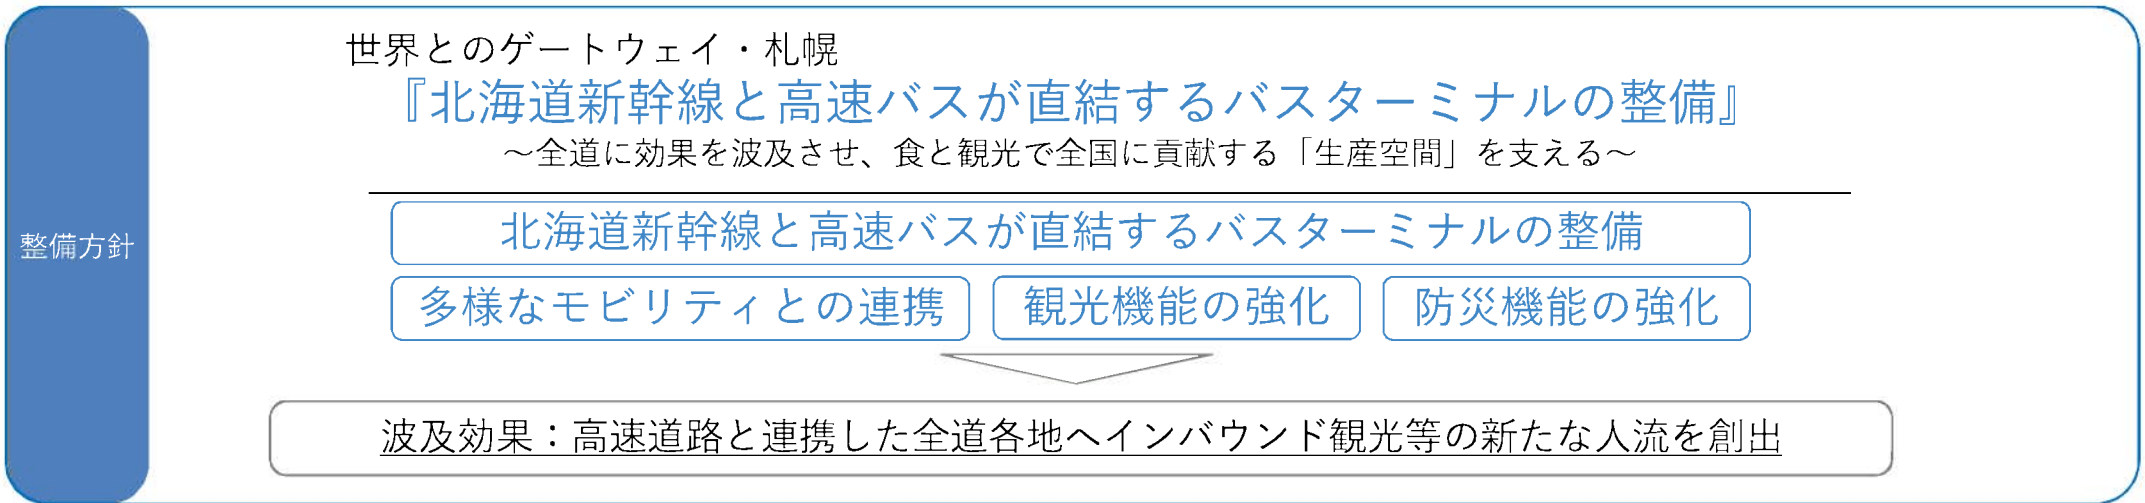 整備方針
世界とのゲートウェイ・札幌
『北海道新幹線と高速バスが直結するバスターミナルの整備』
～全道に効果を波及させ、食と観光で全国に貢献する「生産空間」を支える～
北海道新幹線と高速バスが直結するバスターミナルの整備
多様なモビリティとの連携
観光機能の強化
防災機能の強化
波及効果：高速道路と連携した全道各地へインバウンド観光等の新たな人流を創出